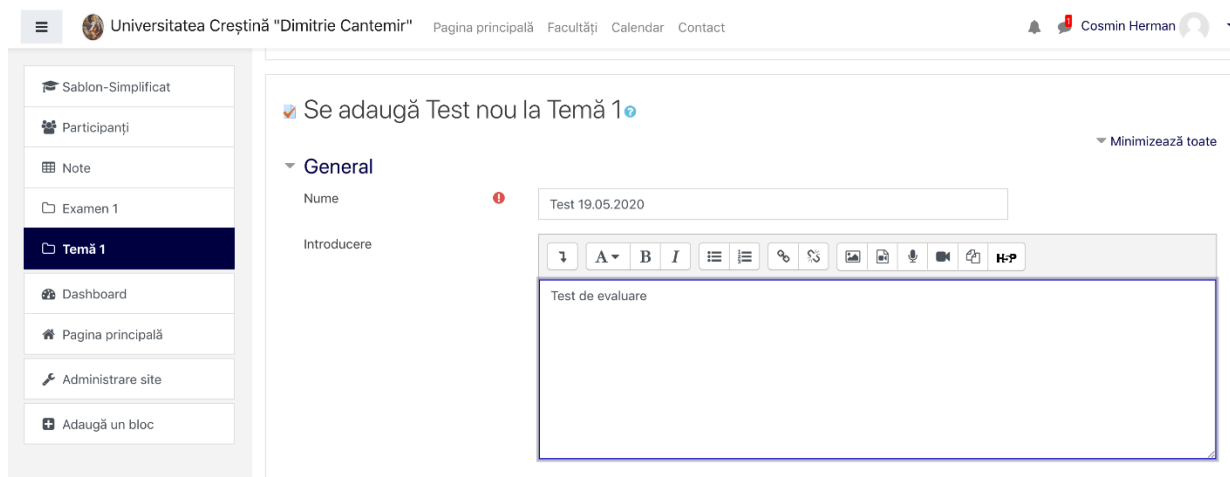 Universitatea Creștină "Dimitrie Cantemir" Pagina principală Facultăți Calendar Contact 1 Cosmin Herman
Sablon-Simplificat
Participanți
Note
Examen 1
Temă 1
Dashboard
Pagina principală
Administrare site
Adaugă un bloc
Se adaugă Test nou la Temă 1
Minimizează toate
General
Nume
Test 19.05.2020
Introducere
A B I H5P
Test de evaluare